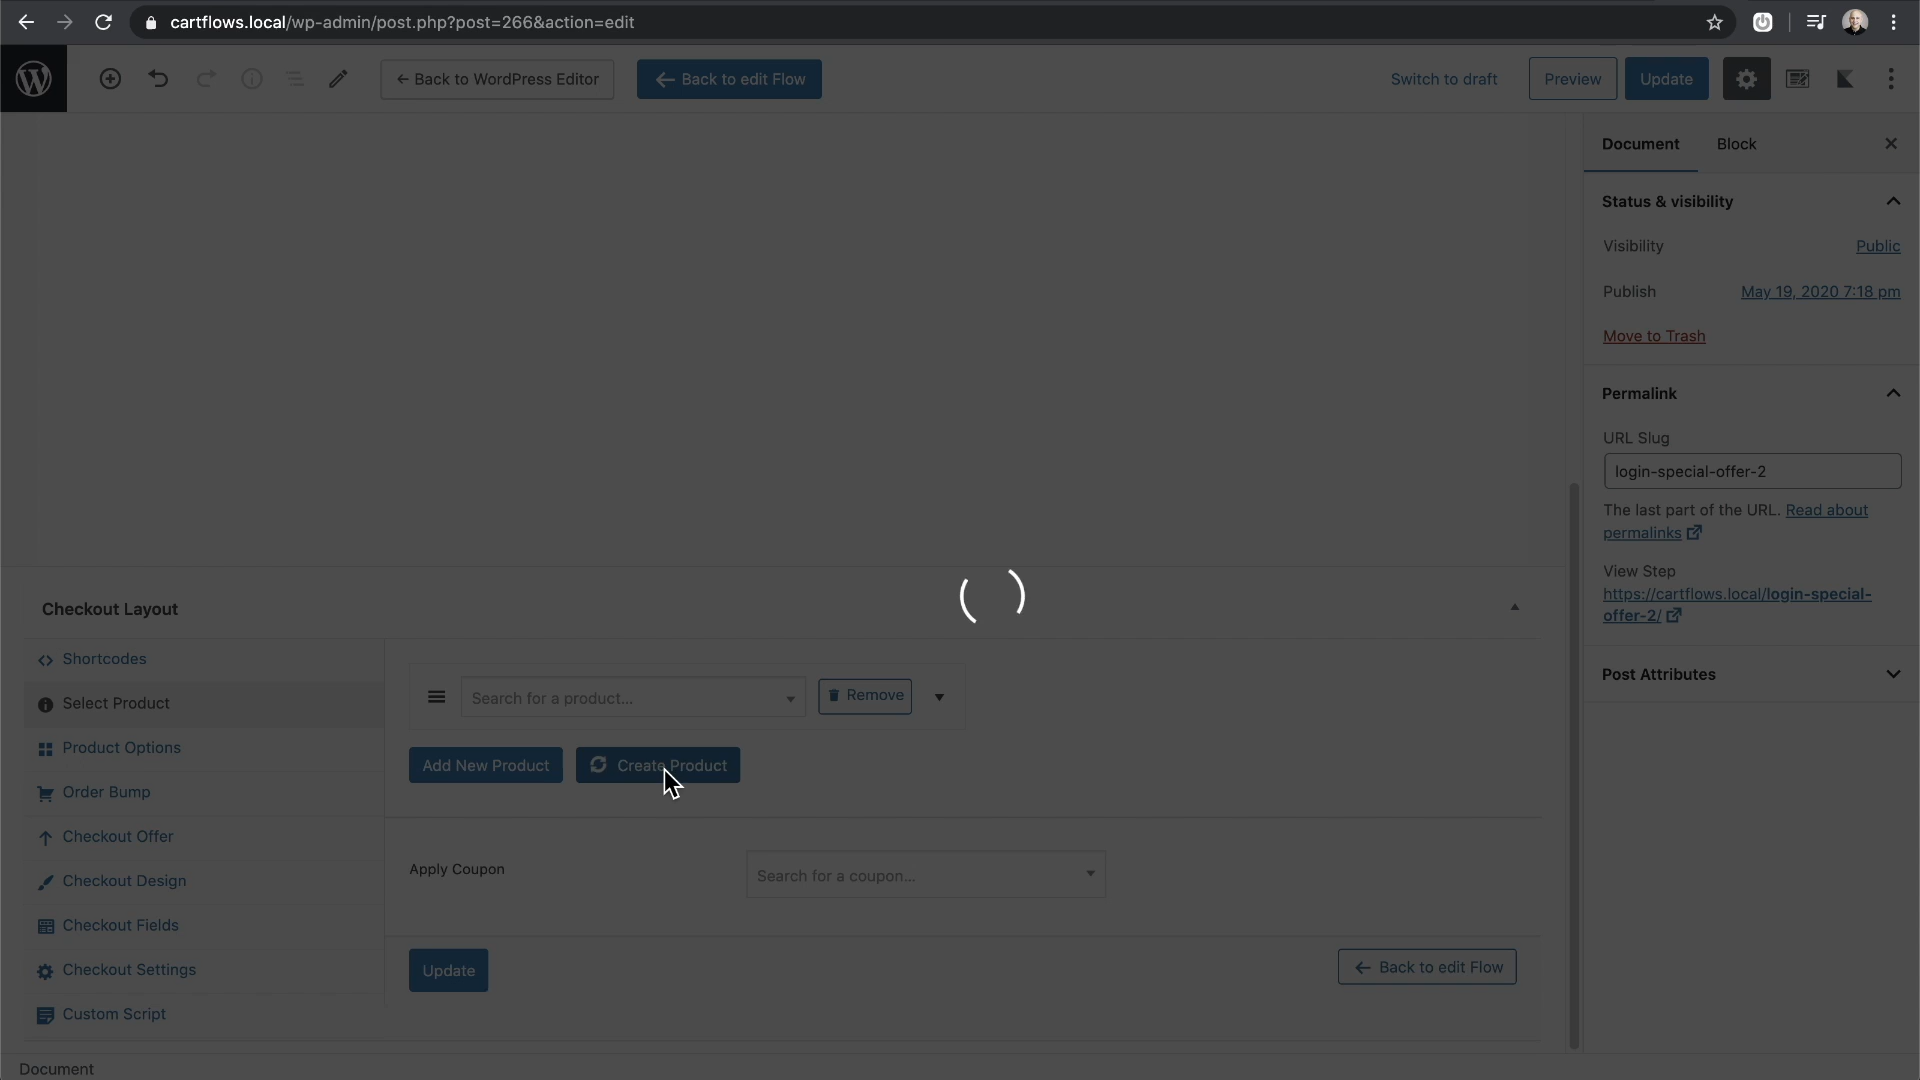 cartflows.local/wp-admin/post.php?post=266&action=edit
← Back to WordPress Editor
← Back to edit Flow
Switch to draft
Preview
Update
Document
Block
Status & visibility
Visibility
Public
Publish
May 19, 2020 7:18 pm
Move to Trash
Permalink
URL Slug
login-special-offer-2
The last part of the URL. Read about
permalinks
View Step
https://cartflows.local/login-special-
offer-2/
Post Attributes
Checkout Layout
Shortcodes
Select Product
Product Options
Order Bump
Checkout Offer
Checkout Design
Checkout Fields
Checkout Settings
Custom Script
Search for a product...
Remove
Add New Product
Create Product
Apply Coupon
Search for a coupon...
Update
← Back to edit Flow
Document